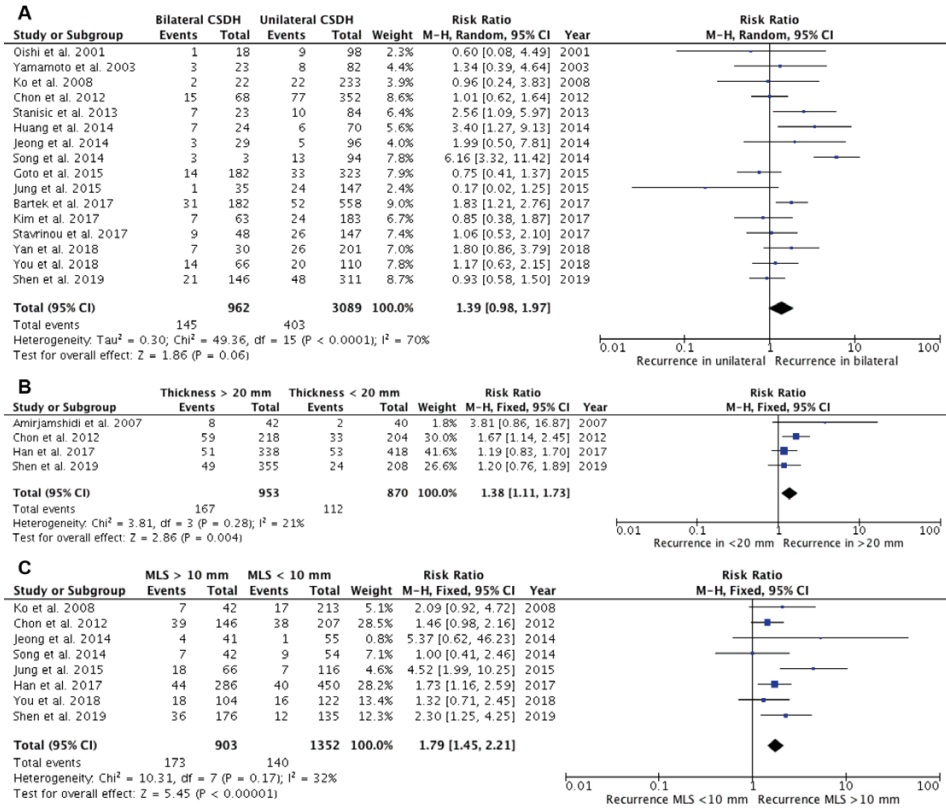 A
Bilateral CSDH Unilateral CSDH Risk Ratio Risk Ratio
Study or Subgroup Events Total Events Total Weight M-H, Random, 95% CI Year M-H, Random, 95% CI
Oishi et al. 2001 1 18 9 98 2.3% 0.60 [0.08, 4.49] 2001
Yamamoto et al. 2003 3 23 8 82 4.4% 1.34 [0.39, 4.64] 2003
Ko et al. 2008 2 22 22 233 4.1% 0.96 [0.24, 3.83] 2008
Chon et al. 2012 15 68 77 352 8.6% 1.01 [0.62, 1.64] 2012
Stanisic et al. 2013 7 23 10 84 6.4% 2.56 [1.09, 5.97] 2013
Huang et al. 2014 7 24 6 70 5.6% 3.40 [1.27, 9.13] 2014
Jeong et al. 2014 3 29 5 96 4.0% 1.99 [0.50, 7.81] 2014
Song et al. 2014 3 3 13 94 7.8% 6.16 [3.32, 11.42] 2014
Goto et al. 2015 14 182 33 323 7.8% 0.75 [0.41, 1.37] 2015
Jung et al. 2015 1 35 24 147 2.4% 0.17 [0.02, 1.25] 2015
Bartek et al. 2017 31 182 52 558 9.0% 1.83 [1.21, 2.76] 2017
Kim et al. 2017 7 63 24 183 6.7% 0.85 [0.38, 1.87] 2017
Stavrinou et al. 2017 9 48 26 147 7.3% 1.06 [0.53, 2.10] 2017
Yan et al. 2018 7 30 26 201 7.0% 1.80 [0.86, 3.79] 2018
You et al. 2018 14 66 20 110 7.8% 1.17 [0.63, 2.15] 2018
Shen et al. 2019 21 146 48 311 8.7% 0.93 [0.58, 1.50] 2019
Total (95% CI) 962 3089 100.0% 1.39 [0.98, 1.97]
Total events 145 403
Heterogeneity: Tau² = 0.30; Chi² = 49.36, df = 15 (P < 0.0001); I² = 70%
Test for overall effect: Z = 1.86 (P = 0.06)
0.01 0.1 1 10 100
Recurrence in unilateral Recurrence in bilateral
B
Thickness > 20 mm Thickness < 20 mm Risk Ratio Risk Ratio
Study or Subgroup Events Total Events Total Weight M-H, Fixed, 95% CI Year M-H, Fixed, 95% CI
Amirjamshidi et al. 2007 8 42 2 40 1.8% 3.81 [0.86, 16.87] 2007
Chon et al. 2012 59 218 33 204 30.0% 1.67 [1.14, 2.45] 2012
Han et al. 2017 51 338 53 418 41.6% 1.19 [0.83, 1.70] 2017
Shen et al. 2019 49 355 24 208 26.6% 1.20 [0.76, 1.89] 2019
Total (95% CI) 953 870 100.0% 1.38 [1.11, 1.73]
Total events 167 112
Heterogeneity: Chi² = 3.81, df = 3 (P = 0.28); I² = 21%
Test for overall effect: Z = 2.86 (P = 0.004)
0.01 0.1 1 10 100
Recurrence in <20 mm Recurrence in >20 mm
C
MLS > 10 mm MLS < 10 mm Risk Ratio Risk Ratio
Study or Subgroup Events Total Events Total Weight M-H, Fixed, 95% CI Year M-H, Fixed, 95% CI
Ko et al. 2008 7 42 17 213 5.1% 2.09 [0.92, 4.72] 2008
Chon et al. 2012 39 146 38 207 28.5% 1.46 [0.98, 2.16] 2012
Jeong et al. 2014 4 41 1 55 0.8% 5.37 [0.62, 46.23] 2014
Song et al. 2014 7 42 9 54 7.1% 1.00 [0.41, 2.46] 2014
Jung et al. 2015 18 66 7 116 4.6% 4.52 [1.99, 10.25] 2015
Han et al. 2017 44 286 40 450 28.2% 1.73 [1.16, 2.59] 2017
You et al. 2018 18 104 16 122 13.4% 1.32 [0.71, 2.45] 2018
Shen et al. 2019 36 176 12 135 12.3% 2.30 [1.25, 4.25] 2019
Total (95% CI) 903 1352 100.0% 1.79 [1.45, 2.21]
Total events 173 140
Heterogeneity: Chi² = 10.31, df = 7 (P = 0.17); I² = 32%
Test for overall effect: Z = 5.45 (P < 0.00001)
0.01 0.1 1 10 100
Recurrence MLS <10 mm Recurrence MLS >10 mm